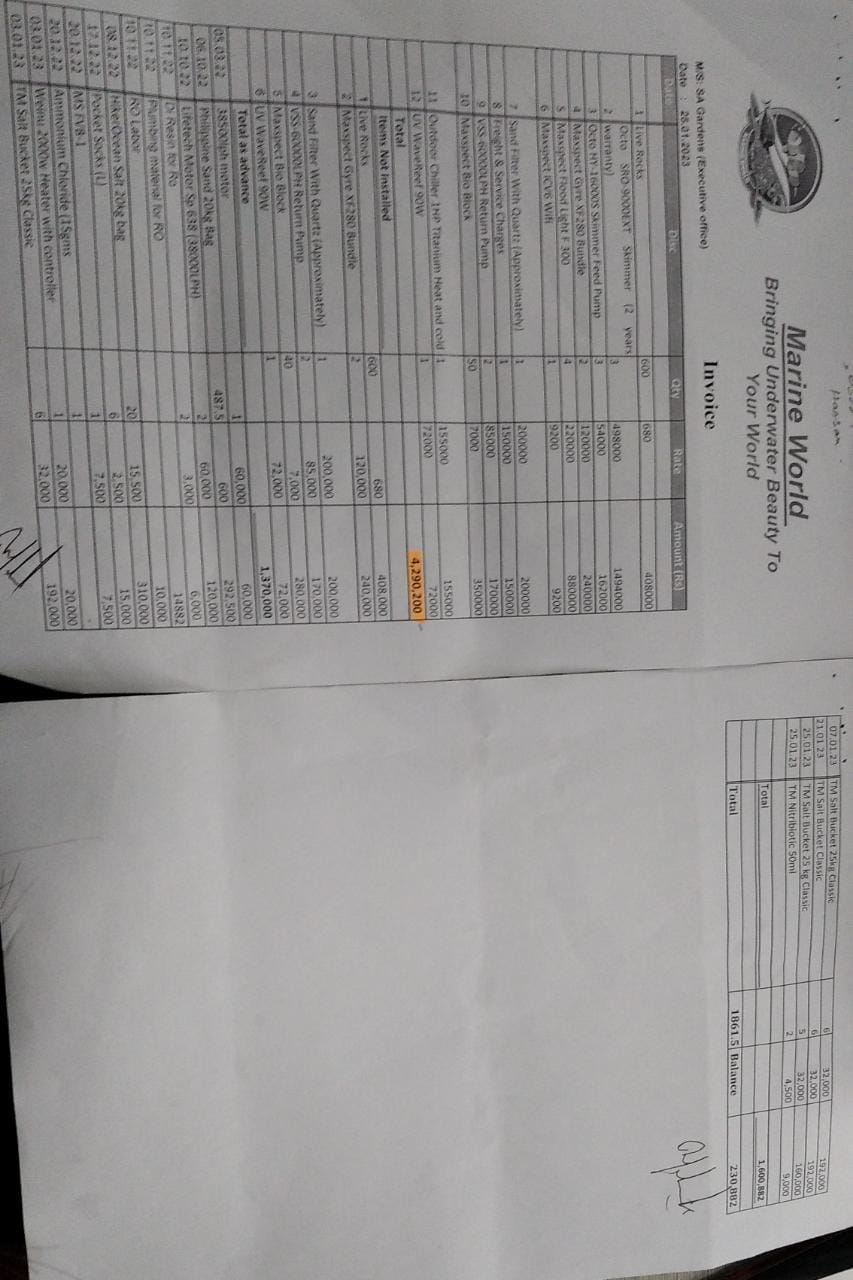 Hassan
Marine World
Bringing Underwater Beauty To
Your World
Invoice
M/S: SA Gardens (Executive office)
Date : 26.01.2023
Date Disc Qty Rate Amount (Rs)
1 Live Rocks 600 680 408000
Octo SRO-9000EXT Skimmer (2 years
2 warranty) 3 498000 1494000
3 Octo HY-16000S Skimmer Feed Pump 3 54000 162000
4 Maxspect Gyre XF280 Bundle 2 120000 240000
5 Maxspect Flood Light F 300 4 220000 880000
6 Maxspect ICV6 Wifi 1 9200 9200
7 Sand Filter With Quartz (Approximately) 1 200000 200000
8 Freight & Service Charges 1 150000 150000
9 VSS-60000LPH Return Pump 2 85000 170000
10 Maxspect Bio Block 50 7000 350000
11 Outdoor Chiller 1HP Titanium Heat and cold 1 155000 155000
12 UV WaveReef 90W 1 72000 72000
Total 4,290,200
Items Not Installed
1 Live Rocks 600 680 408,000
2 Maxspect Gyre XF280 Bundle 2 120,000 240,000
3 Sand Filter With Quartz (Approximately) 1 200,000 200,000
4 VSS-60000LPH Return Pump 2 85,000 170,000
5 Maxspect Bio Block 40 7,000 280,000
6 UV WaveReef 90W 1 72,000 72,000
Total as advance 1,370,000
05.03.22 38500lph motor 1 60,000 60,000
06.10.22 Philippine Sand 20kg Bag 487.5 600 292,500
10.10.22 Lifetech Motor Sp 638 (38000LPH) 2 60,000 120,000
10.11.22 DI Resin for Ro 2 3,000 6,000
10.11.22 Plumbing material for RO 14882
10.11.22 RO Labor 10,000
08.12.22 HikerOcean Salt 20kg bag 20 15,500 310,000
17.12.22 Pocket Socks (L) 6 2,500 15,000
20.12.22 MS FVB-1 1 7,500 7,500
20.12.22 Ammonium Chloride (15gms 1 -
03.01.23 Weinu 2000w Heater with controller 1 20,000 20,000
03.01.23 TM Salt Bucket 25kg Classic 6 32,000 192,000
07.01.23 TM Salt Bucket 25kg Classic 6 32,000 192,000
21.01.23 TM Salt Bucket Classic 6 32,000 192,000
25.01.23 TM Salt Bucket 25 kg Classic 5 32,000 160,000
25.01.23 TM Nitribiotic 50ml 2 4,500 9,000
Total 1,600,882
Total 1861.5 Balance 230,882